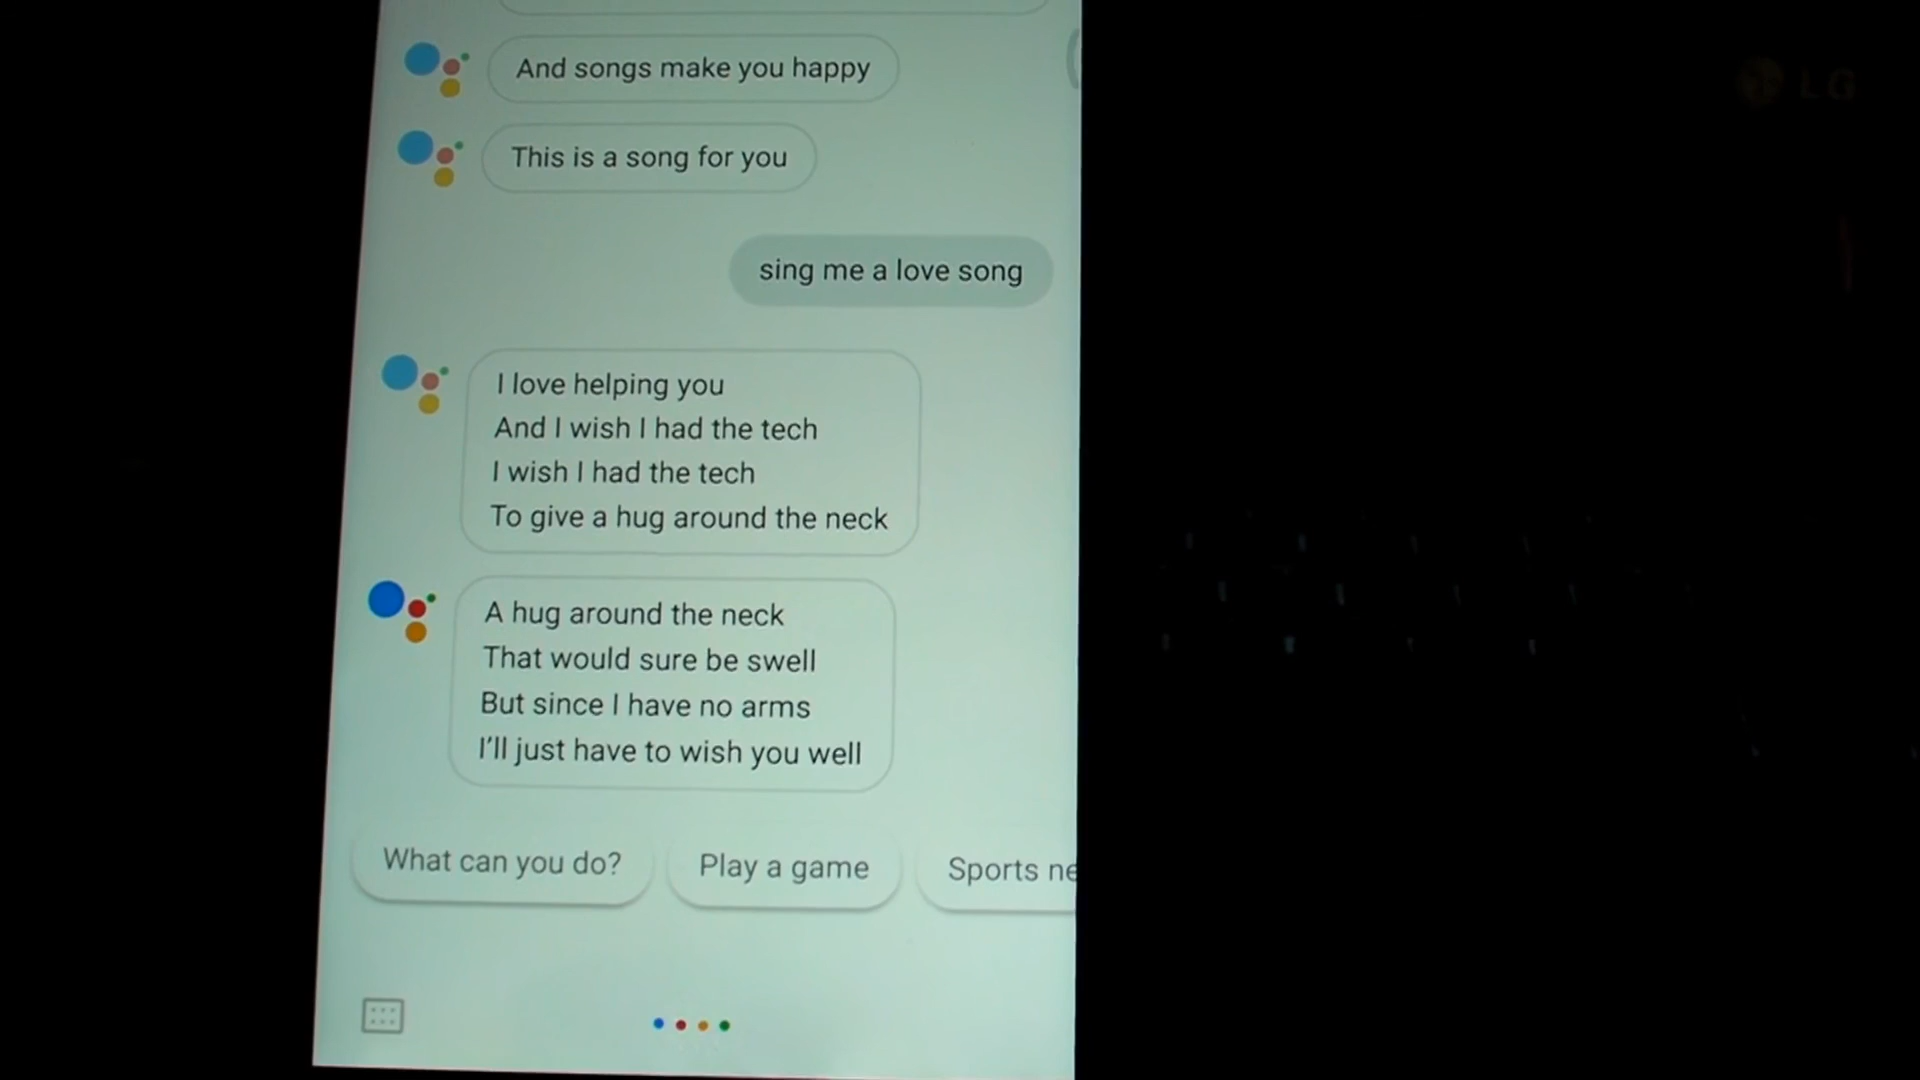 And songs make you happy
This is a song for you
sing me a love song
I love helping you
And I wish I had the tech
I wish I had the tech
To give a hug around the neck
A hug around the neck
That would sure be swell
But since I have no arms
I'll just have to wish you well
What can you do?
Play a game
Sports ne
LG